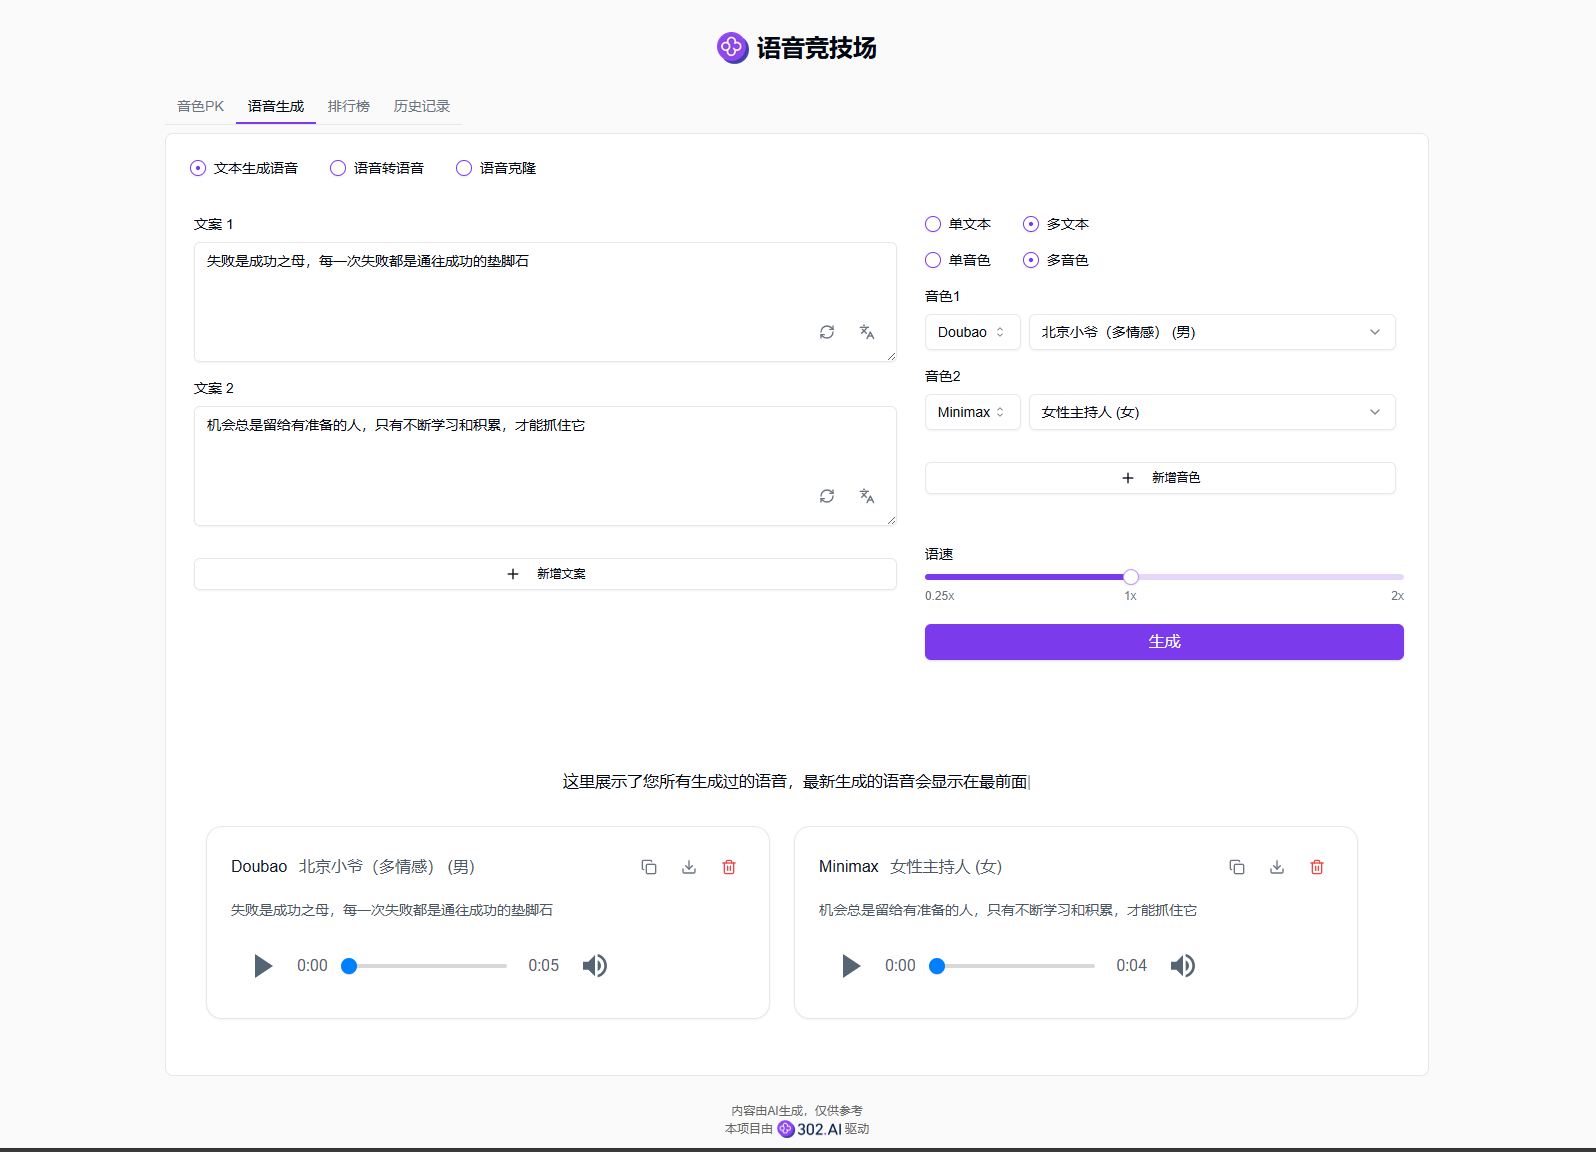 语音竞技场
音色PK 语音生成 排行榜 历史记录
文本生成语音 语音转语音 语音克隆
文案 1
失败是成功之母，每一次失败都是通往成功的垫脚石
文案 2
机会总是留给有准备的人，只有不断学习和积累，才能抓住它
新增文案
单文本 多文本
单音色 多音色
音色1
Doubao 北京小爷（多情感） (男)
音色2
Minimax 女性主持人 (女)
新增音色
语速
0.25x 1x 2x
生成
这里展示了您所有生成过的语音，最新生成的语音会显示在最前面
Doubao 北京小爷（多情感） (男)
失败是成功之母，每一次失败都是通往成功的垫脚石
0:00 0:05
Minimax 女性主持人 (女)
机会总是留给有准备的人，只有不断学习和积累，才能抓住它
0:00 0:04
内容由AI生成，仅供参考
本项目由 302.AI 驱动